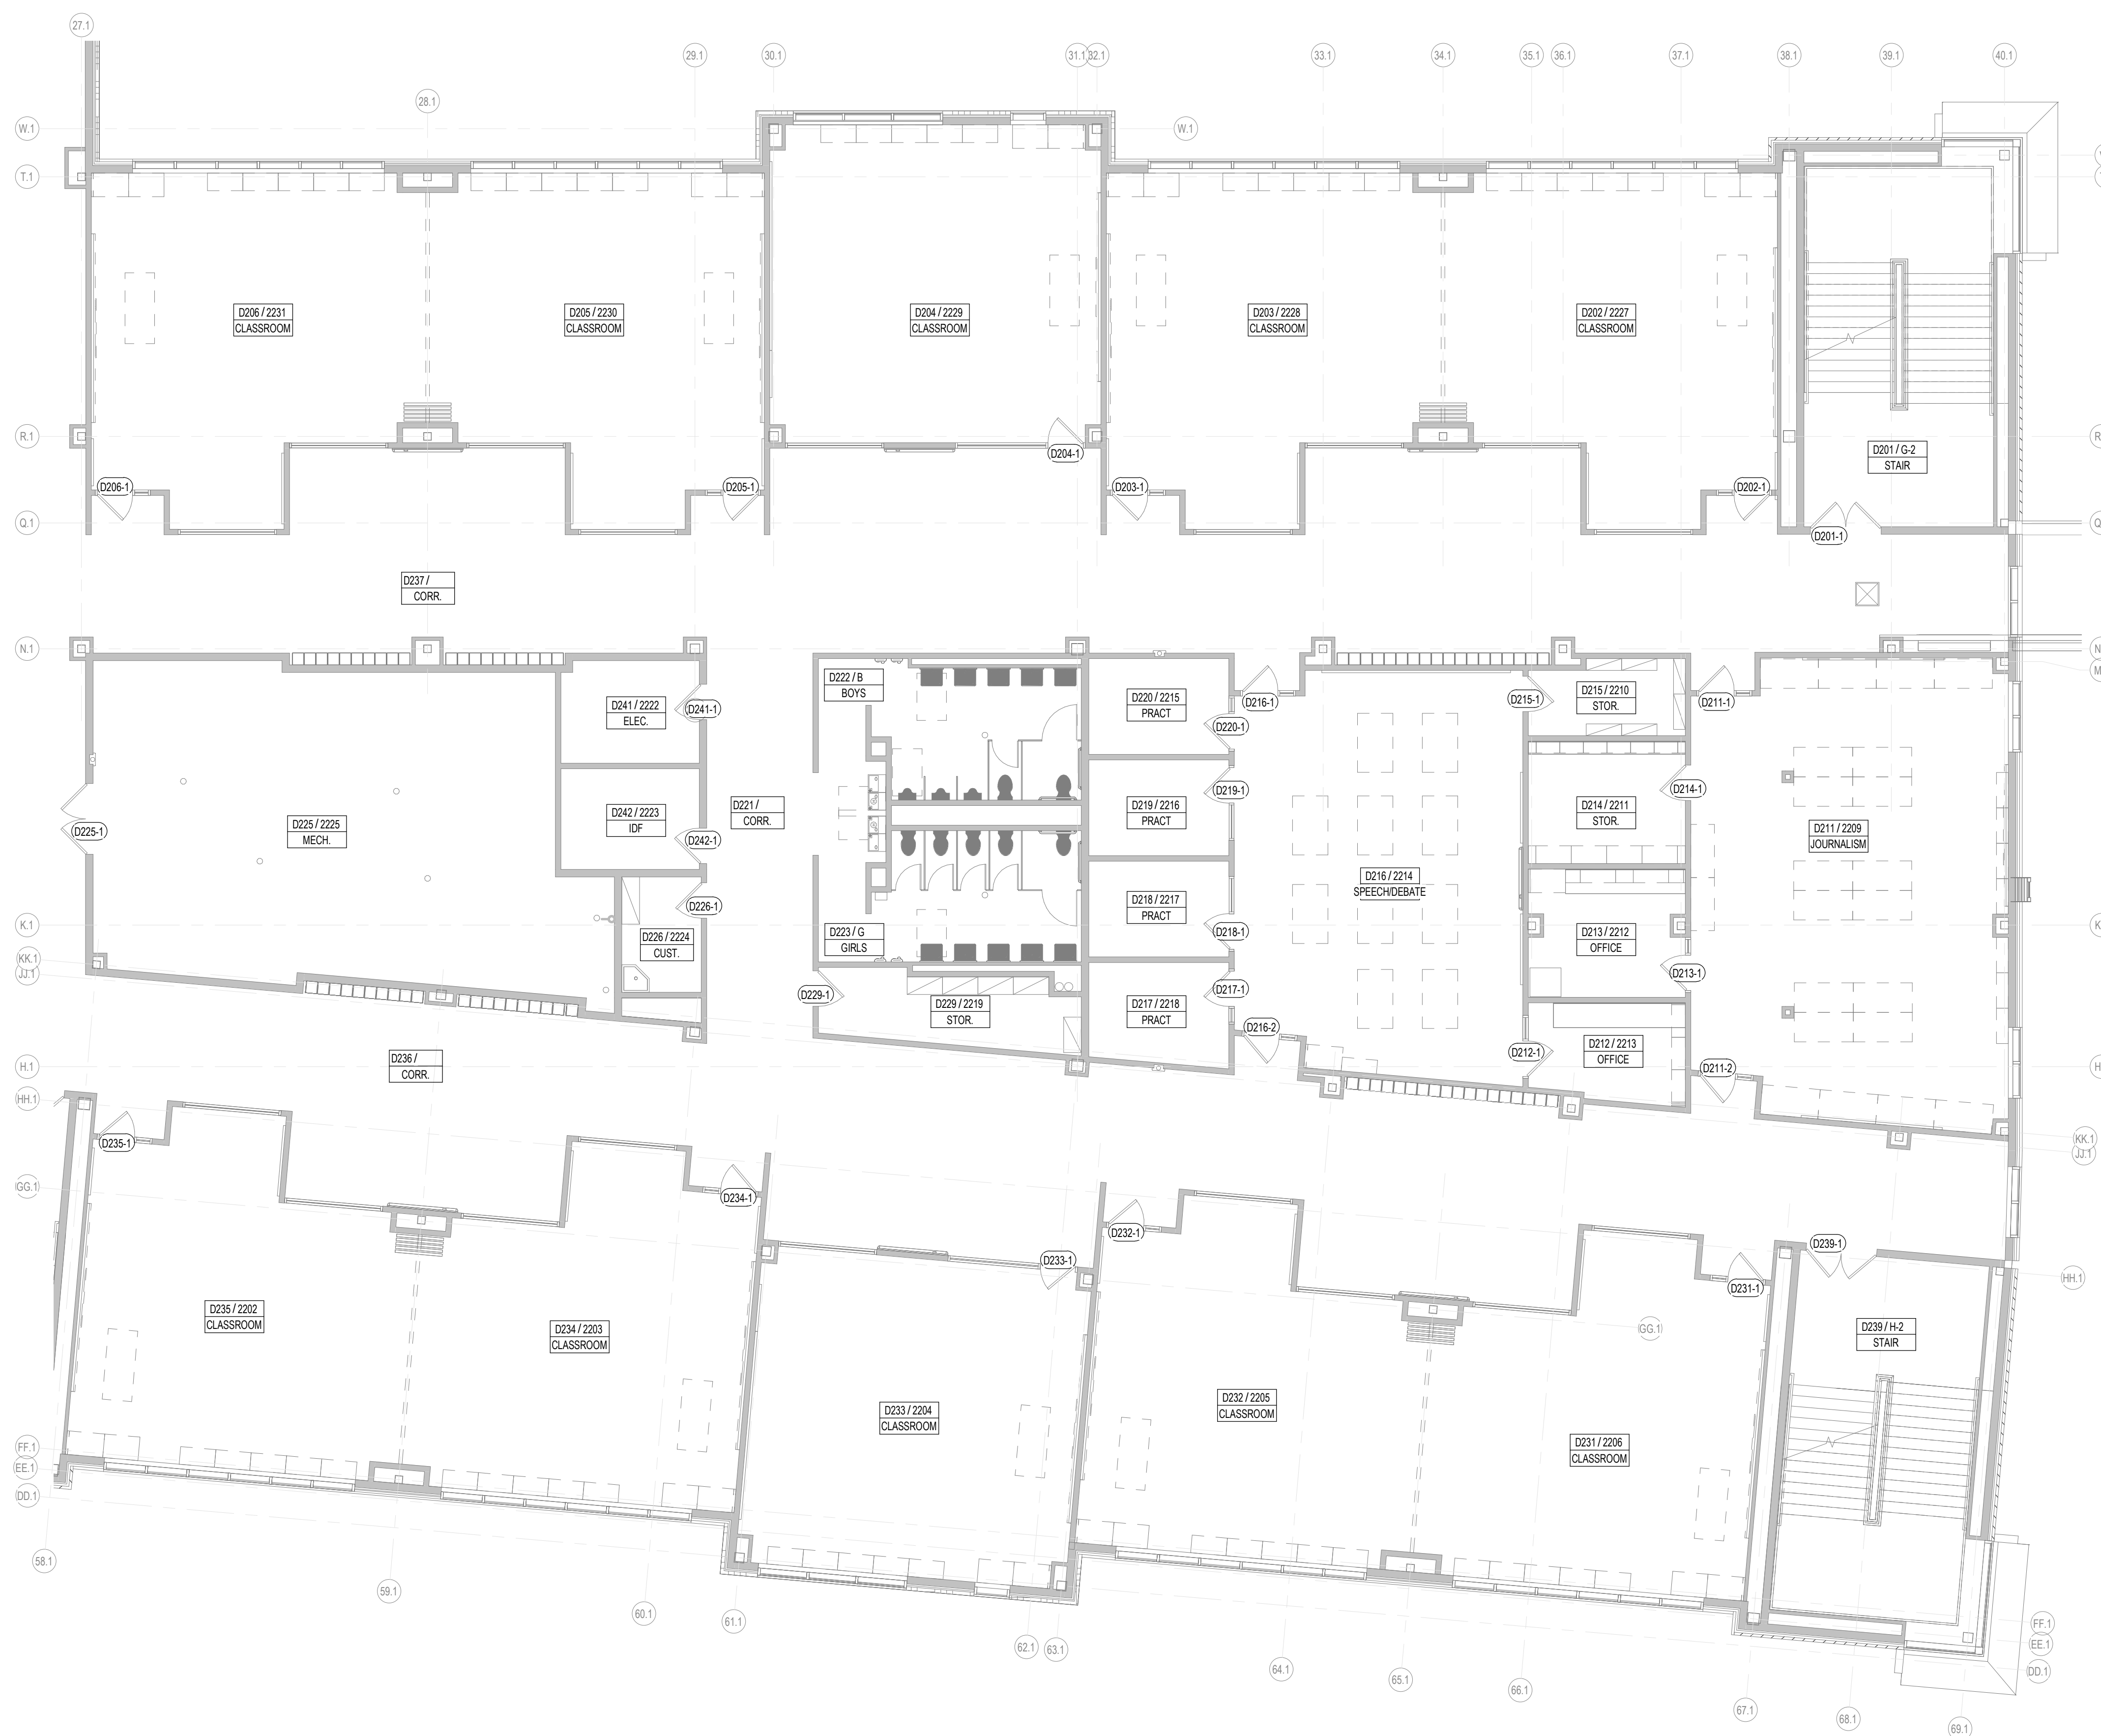 27.1
28.1
29.1
30.1
31.1
32.1
33.1
34.1
35.1
36.1
37.1
38.1
39.1
40.1
W.1
W.1
T.1
D206 / 2231
CLASSROOM
D205 / 2230
CLASSROOM
D204 / 2229
CLASSROOM
D203 / 2228
CLASSROOM
D202 / 2227
CLASSROOM
R.1
R
D201 / G-2
STAIR
D204-1
D206-1
D205-1
D203-1
D202-1
Q.1
Q
D201-1
D237 /
CORR.
N.1
N
M
D222 / B
BOYS
D241 / 2222
ELEC.
D241-1
D220 / 2215
PRACT
D216-1
D220-1
D215-1
D215 / 2210
STOR.
D211-1
D225 / 2225
MECH.
D225-1
D242 / 2223
IDF
D242-1
D221 /
CORR.
D219 / 2216
PRACT
D219-1
D214-1
D214 / 2211
STOR.
D211 / 2209
JOURNALISM
D216 / 2214
SPEECH/DEBATE
D226-1
D218 / 2217
PRACT
D218-1
K.1
K
D226 / 2224
CUST.
D223 / G
GIRLS
D213 / 2212
OFFICE
D213-1
KK.1
JJ.1
D229-1
D229 / 2219
STOR.
D217 / 2218
PRACT
D217-1
D216-2
D212-1
D212 / 2213
OFFICE
D211-2
H.1
H
D236 /
CORR.
HH.1
D235-1
KK.1
JJ.1
GG.1
D234-1
D232-1
D233-1
D239-1
D231-1
HH.1
D235 / 2202
CLASSROOM
D234 / 2203
CLASSROOM
GG.1
D239 / H-2
STAIR
D233 / 2204
CLASSROOM
D232 / 2205
CLASSROOM
D231 / 2206
CLASSROOM
FF.1
EE.1
DD.1
58.1
59.1
60.1
61.1
62.1
63.1
64.1
65.1
66.1
67.1
68.1
69.1
FF.1
EE.1
DD.1